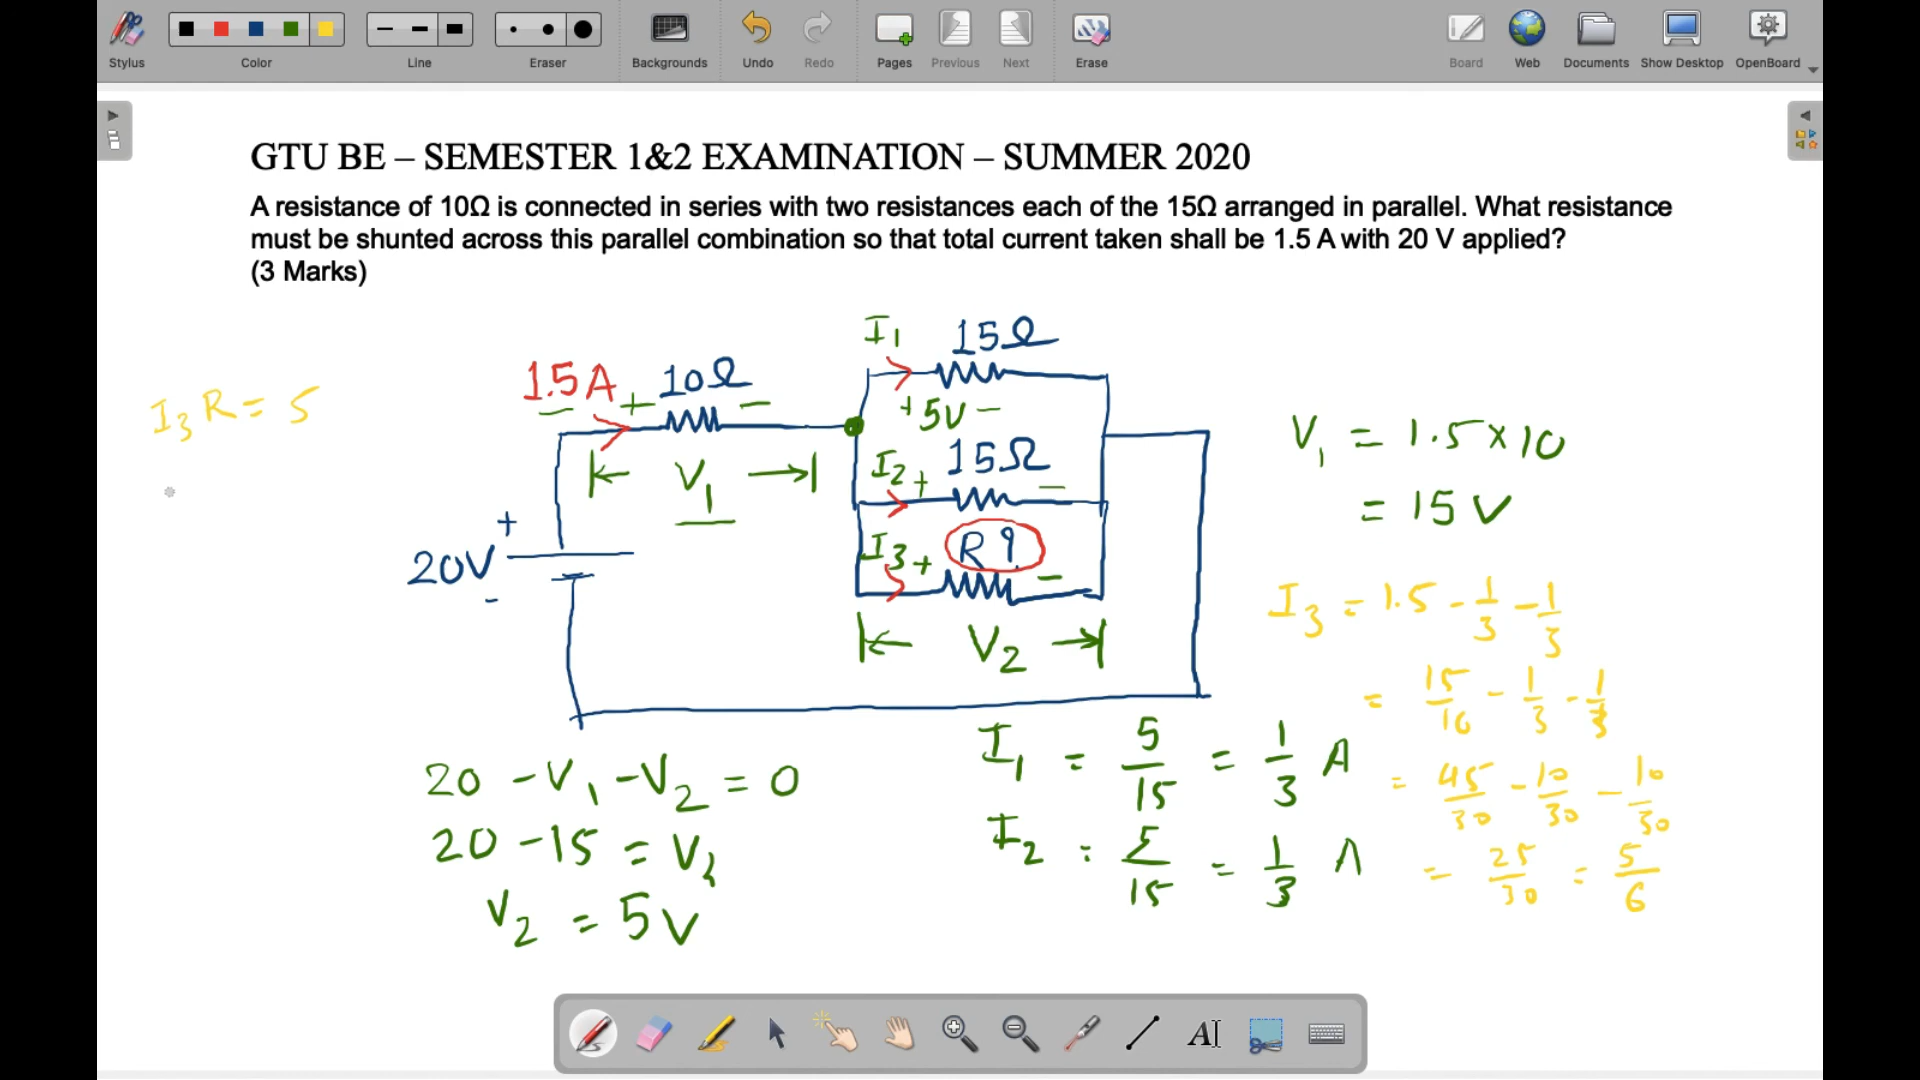 Stylus Color Line Eraser Backgrounds Undo Redo Pages Previous Next Erase Board Web Documents Show Desktop OpenBoard
GTU BE – SEMESTER 1&2 EXAMINATION – SUMMER 2020
A resistance of 10Ω is connected in series with two resistances each of the 15Ω arranged in parallel. What resistance
must be shunted across this parallel combination so that total current taken shall be 1.5 A with 20 V applied?
(3 Marks)
I₃R = 5
1.5A
+ 10Ω −
V₁
20V
+
-
I₁ 15Ω
+ 5V −
I₂ + 15Ω −
I₃ + R ? −
V₂
V₁ = 1.5 × 10
= 15 V
I₃ = 1.5 - 1/3 - 1/3
= 15/10 - 1/3 - 1/3
= 45/30 - 10/30 - 10/30
= 25/30 = 5/6
20 - V₁ - V₂ = 0
20 - 15 = V₂
V₂ = 5V
I₁ = 5/15 = 1/3 A
I₂ = 5/15 = 1/3 A
AI